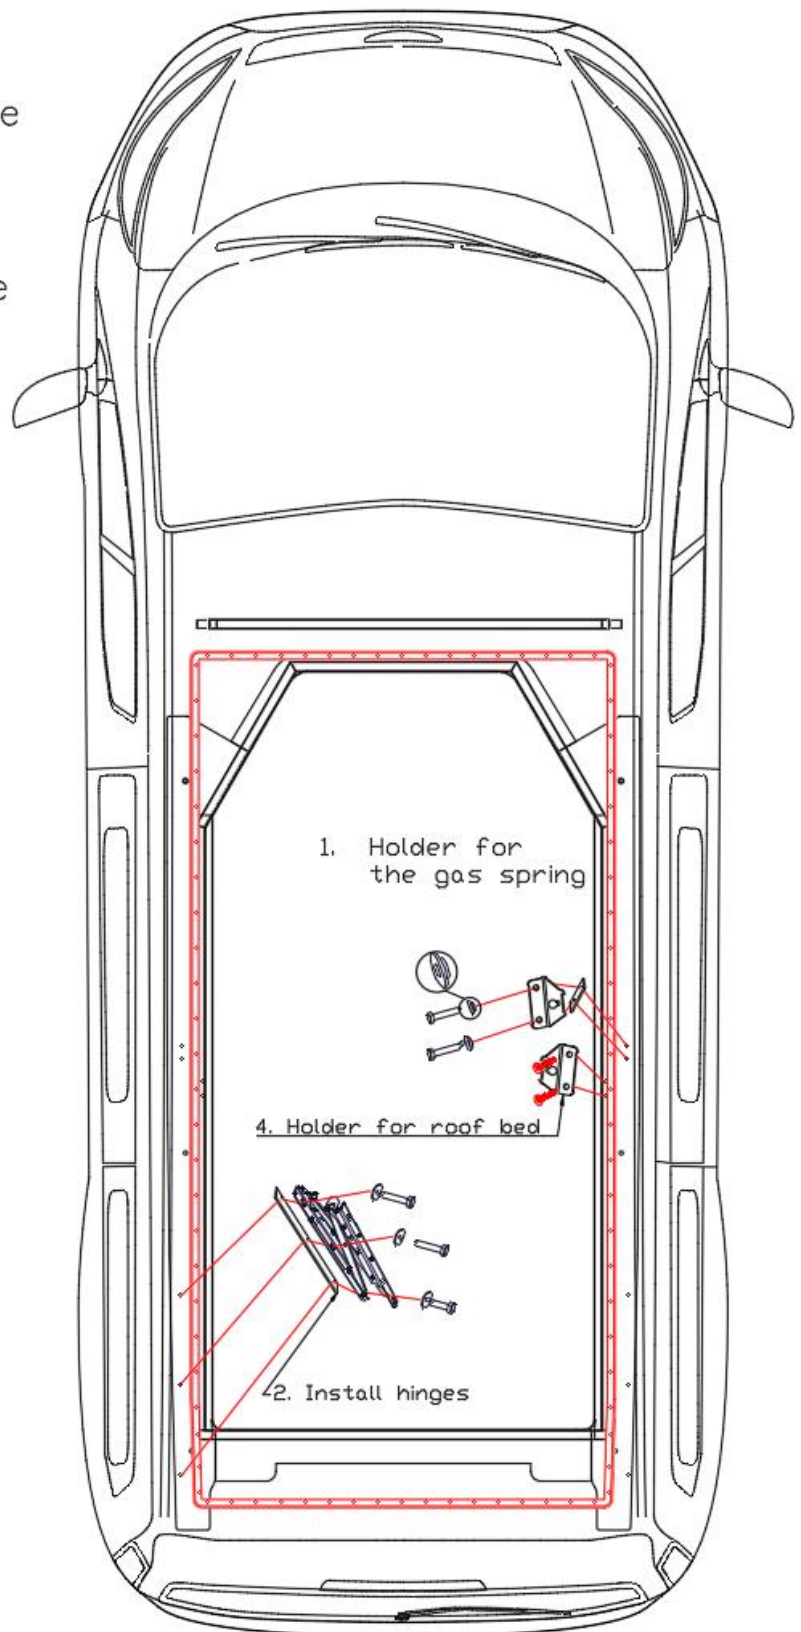 e
e
1. Holder for
the gas spring
4. Holder for roof bed
2. Install hinges